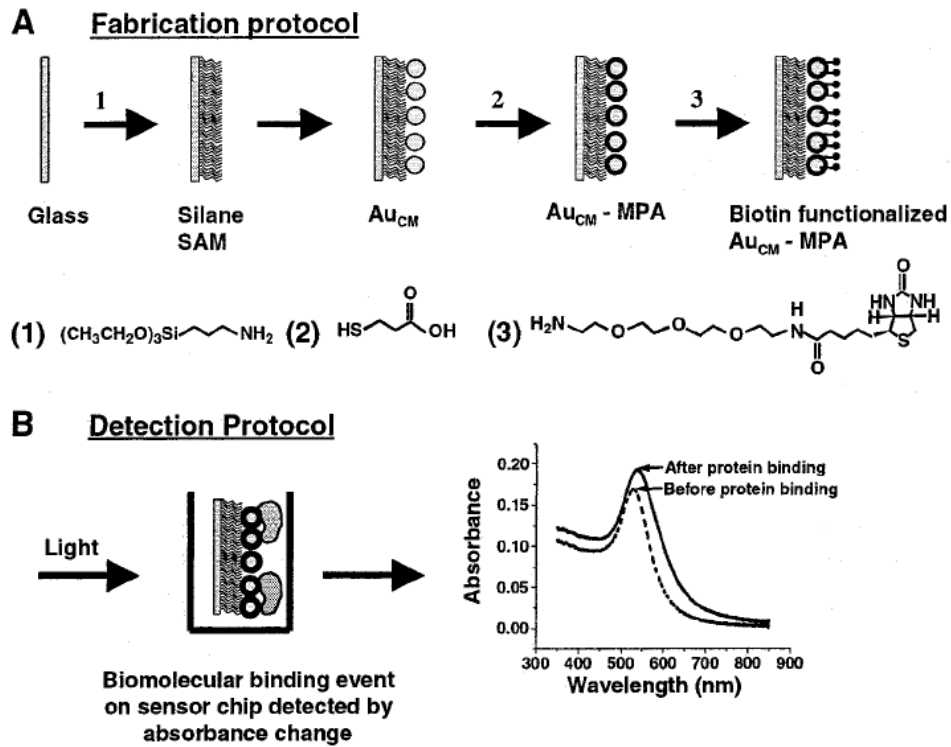 A Fabrication protocol
1 2 3
Glass
Silane
SAM
AuCM
AuCM - MPA
Biotin functionalized
AuCM - MPA
(1) (CH3CH2O)3Si NH2 (2) HS O OH (3) H2N O O O H N O HN O NH H H S
B Detection Protocol
Light
Biomolecular binding event
on sensor chip detected by
absorbance change
Absorbance
0.20
0.15
0.10
0.05
0.00
After protein binding
Before protein binding
300 400 500 600 700 800 900
Wavelength (nm)